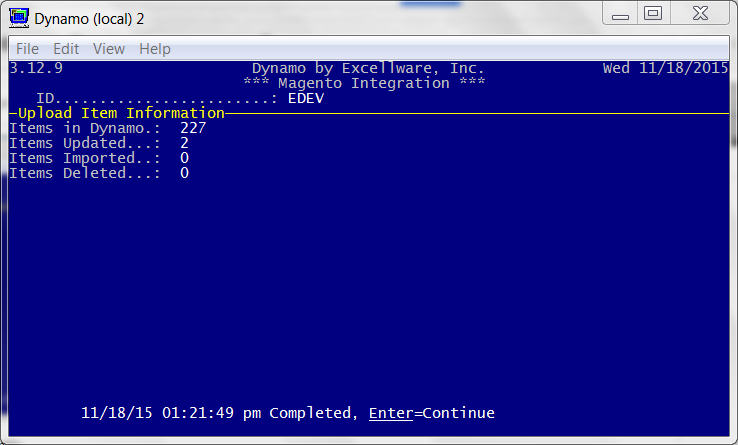 Dynamo (local) 2
File Edit View Help
3.12.9 Dynamo by Excellware, Inc. Wed 11/18/2015
*** Magento Integration ***
ID........................: EDEV
Upload Item Information
Items in Dynamo.: 227
Items Updated...: 2
Items Imported..: 0
Items Deleted...: 0
11/18/15 01:21:49 pm Completed, Enter=Continue